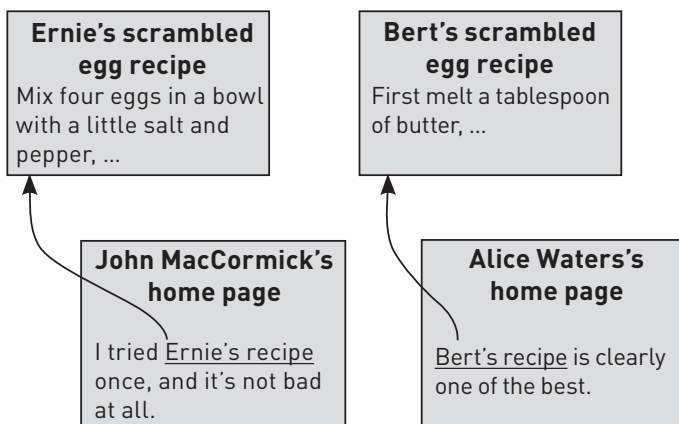 Ernie's scrambled
egg recipe
Mix four eggs in a bowl
with a little salt and
pepper, ...
Bert's scrambled
egg recipe
First melt a tablespoon
of butter, ...
John MacCormick's
home page
I tried Ernie's recipe
once, and it's not bad
at all.
Alice Waters's
home page
Bert's recipe is clearly
one of the best.